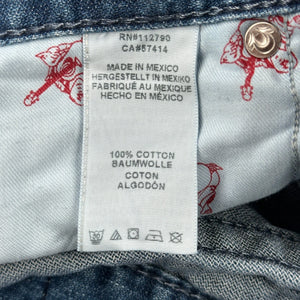 RN#112790
CA#57414
MADE IN MEXICO
HERGESTELLT IN MEXIKO
FABRIQUÉ AU MEXIQUE
HECHO EN MÉXICO
100% COTTON
BAUMWOLLE
COTON
ALGODÓN